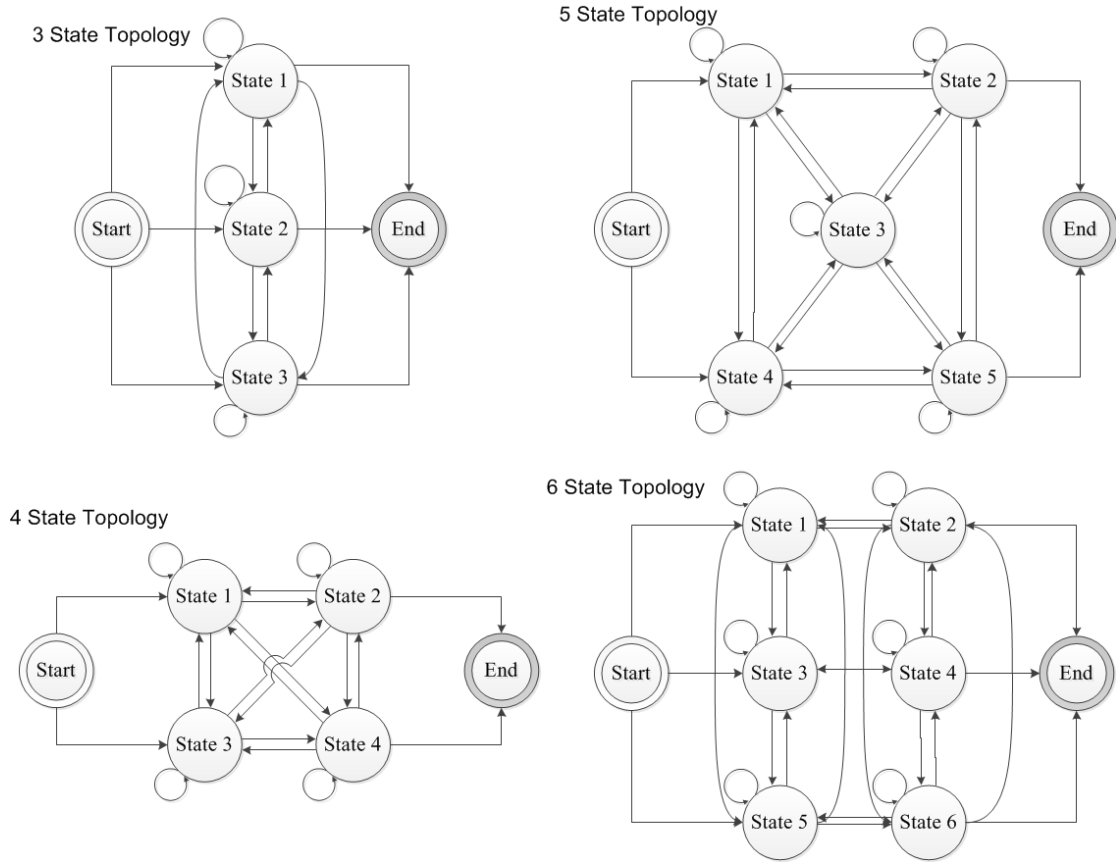 3 State Topology
State 1
State 2
State 3
Start
End
5 State Topology
State 1
State 2
State 3
State 4
State 5
Start
End
4 State Topology
State 1
State 2
State 3
State 4
Start
End
6 State Topology
State 1
State 2
State 3
State 4
State 5
State 6
Start
End